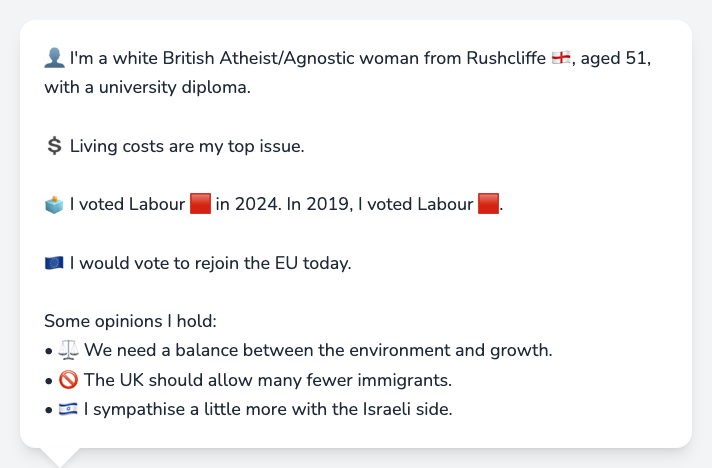 👤 I'm a white British Atheist/Agnostic woman from Rushcliffe 🏴󠁧󠁢󠁥󠁮󠁧󠁿, aged 51,
with a university diploma.
💲 Living costs are my top issue.
🗳️ I voted Labour 🟥 in 2024. In 2019, I voted Labour 🟥.
🇪🇺 I would vote to rejoin the EU today.
Some opinions I hold:
• ⚖️ We need a balance between the environment and growth.
• 🚫 The UK should allow many fewer immigrants.
• 🇮🇱 I sympathise a little more with the Israeli side.